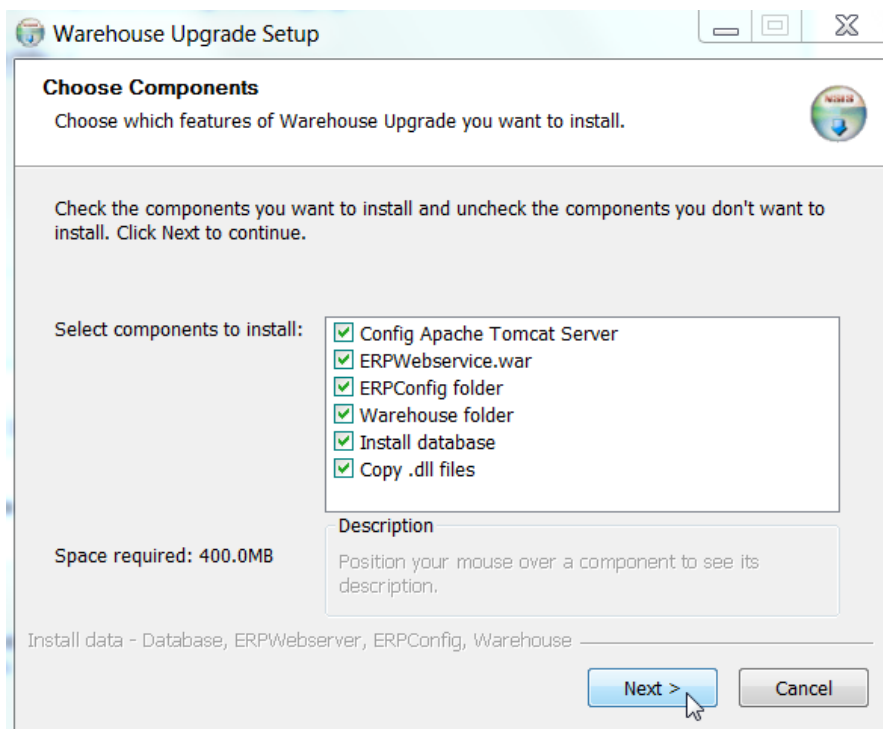 Warehouse Upgrade Setup
Choose Components
Choose which features of Warehouse Upgrade you want to install.
Check the components you want to install and uncheck the components you don't want to
install. Click Next to continue.
Select components to install:
Config Apache Tomcat Server
ERPWebservice.war
ERPConfig folder
Warehouse folder
Install database
Copy .dll files
Space required: 400.0MB
Description
Position your mouse over a component to see its
description.
Install data - Database, ERPWebserver, ERPConfig, Warehouse
Next >
Cancel